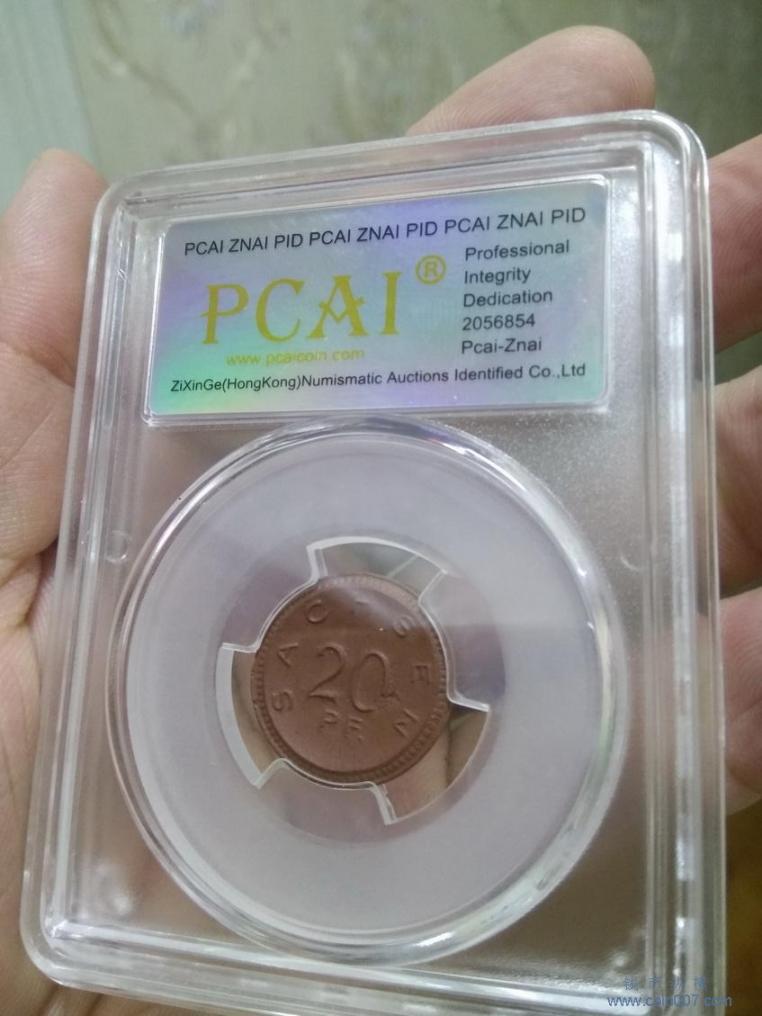 PCAI ZNAI PID PCAI ZNAI PID PCAI ZNAI PID
PCAI®
www.pcaicoin.com
Professional
Integrity
Dedication
2056854
Pcai-Znai
ZiXinGe(HongKong)Numismatic Auctions Identified Co.,Ltd
SACHSEN
20
PF
www.cain007.com